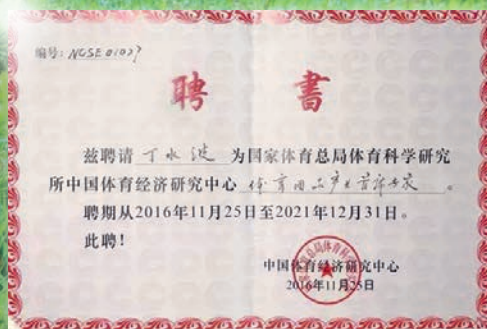 编号: NCSE01027
聘 書
兹聘请 丁水波 为国家体育总局体育科学研究
所中国体育经济研究中心 体育用品产业首席专家 。
聘期从2016年11月25日至2021年12月31日。
此聘！
中国体育经济研究中心
2016年11月25日